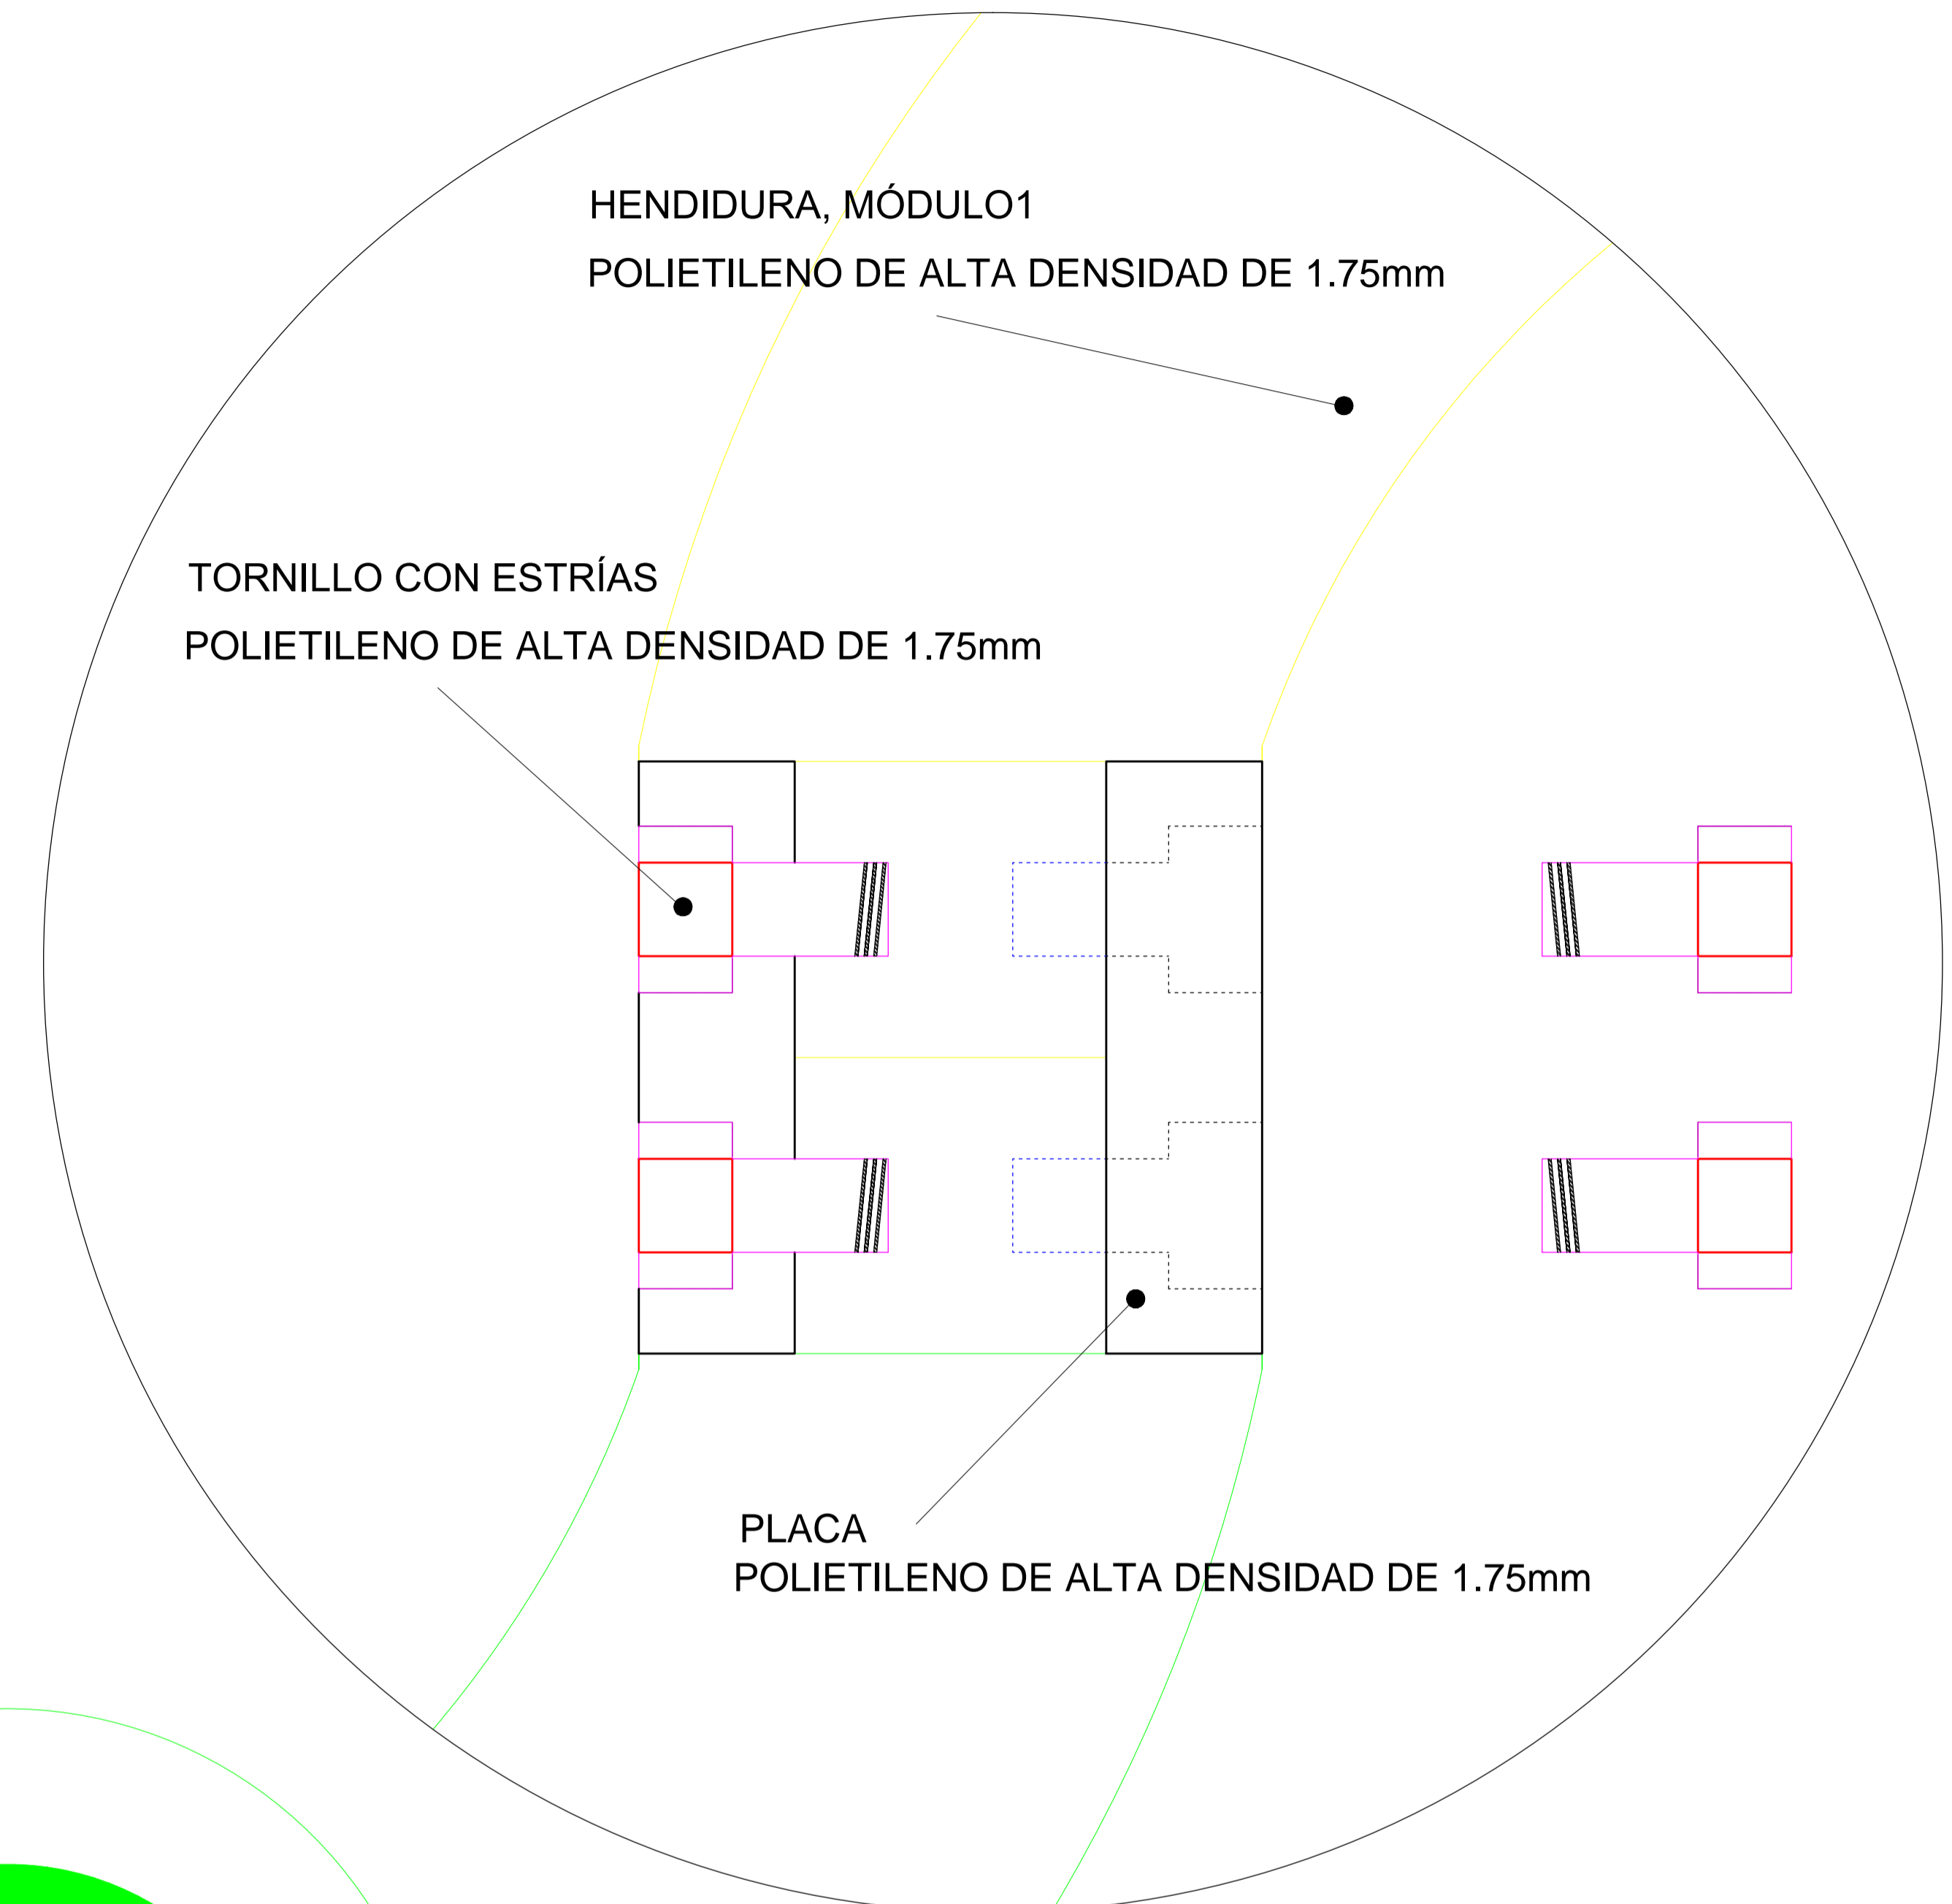 HENDIDURA, MÓDULO1
POLIETILENO DE ALTA DENSIDAD DE 1.75mm
TORNILLO CON ESTRÍAS
POLIETILENO DE ALTA DENSIDAD DE 1.75mm
PLACA
POLIETILENO DE ALTA DENSIDAD DE 1.75mm